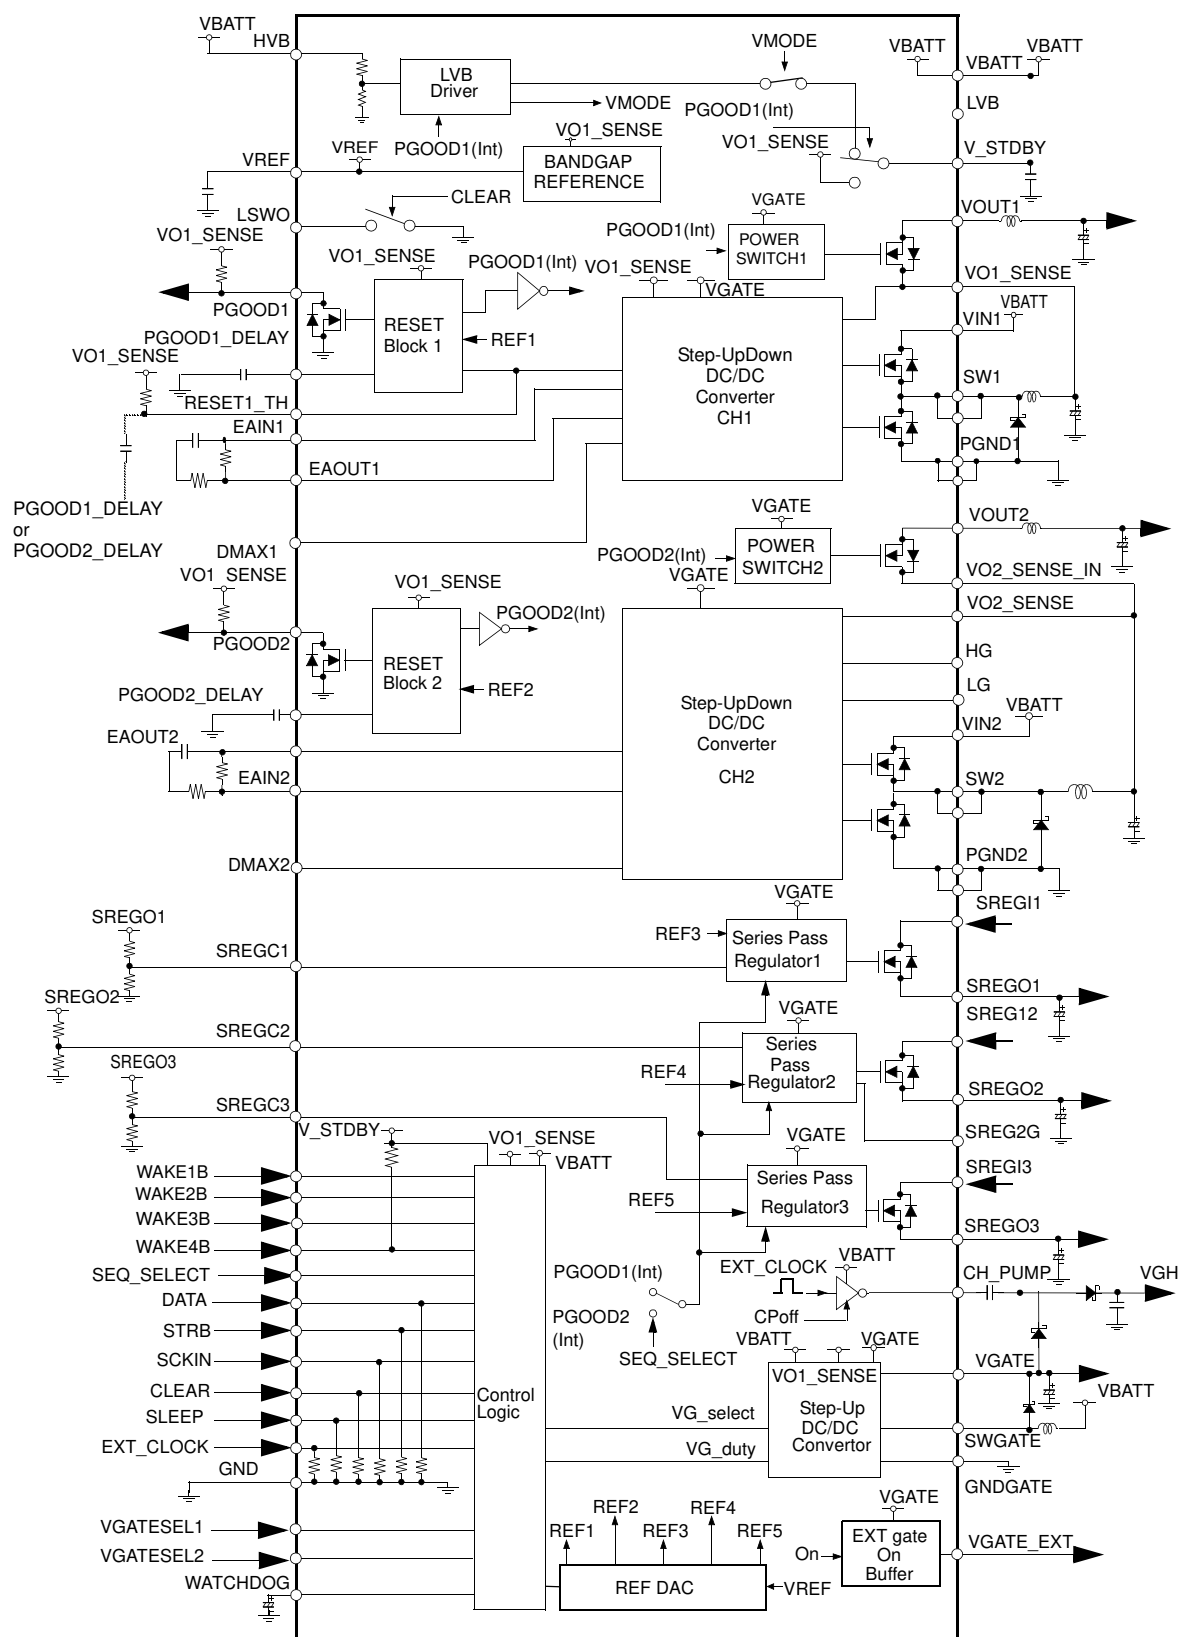 VBATT
HVB
VMODE
VBATT
VBATT
VBATT
LVB
Driver
VMODE
PGOOD1(Int)
LVB
PGOOD1(Int)
VO1_SENSE
VO1_SENSE
VREF
VREF
BANDGAP
REFERENCE
V_STDBY
CLEAR
LSWO
VO1_SENSE
VGATE
VOUT1
PGOOD1(Int)
POWER
SWITCH1
VO1_SENSE
PGOOD1(Int)
VO1_SENSE
VGATE
VO1_SENSE
PGOOD1
RESET
Block 1
REF1
VIN1
VBATT
PGOOD1_DELAY
VO1_SENSE
Step-UpDown
DC/DC
Converter
CH1
SW1
RESET1_TH
EAIN1
PGND1
EAOUT1
PGOOD1_DELAY
or
PGOOD2_DELAY
VGATE
VOUT2
DMAX1
PGOOD2(Int)
POWER
SWITCH2
VO1_SENSE
VO1_SENSE
VGATE
VO2_SENSE_IN
VO2_SENSE
PGOOD2(Int)
PGOOD2
RESET
Block 2
REF2
HG
LG
PGOOD2_DELAY
Step-UpDown
DC/DC
Converter
CH2
VBATT
VIN2
EAOUT2
EAIN2
SW2
DMAX2
PGND2
VGATE
SREGI1
SREGO1
REF3
Series Pass
Regulator1
SREGC1
SREGO1
SREGO2
VGATE
SREG12
SREGC2
Series
Pass
Regulator2
REF4
SREGO3
SREGO2
SREGC3
V_STDBY
VO1_SENSE
VBATT
VGATE
SREG2G
WAKE1B
Series Pass
Regulator3
SREGI3
WAKE2B
REF5
WAKE3B
SREGO3
WAKE4B
SEQ_SELECT
EXT_CLOCK
VBATT
CH_PUMP
VGH
PGOOD1(Int)
DATA
PGOOD2
(Int)
CPoff
STRB
SEQ_SELECT
VBATT
VGATE
SCKIN
VGATE
VO1_SENSE
CLEAR
Control
Logic
VBATT
SLEEP
VG_select
Step-Up
DC/DC
Convertor
EXT_CLOCK
SWGATE
GND
VG_duty
GNDGATE
VGATESEL1
REF1
REF2
REF3
REF4
REF5
VGATE
VGATESEL2
On
EXT gate
On
Buffer
VGATE_EXT
WATCHDOG
REF DAC
VREF